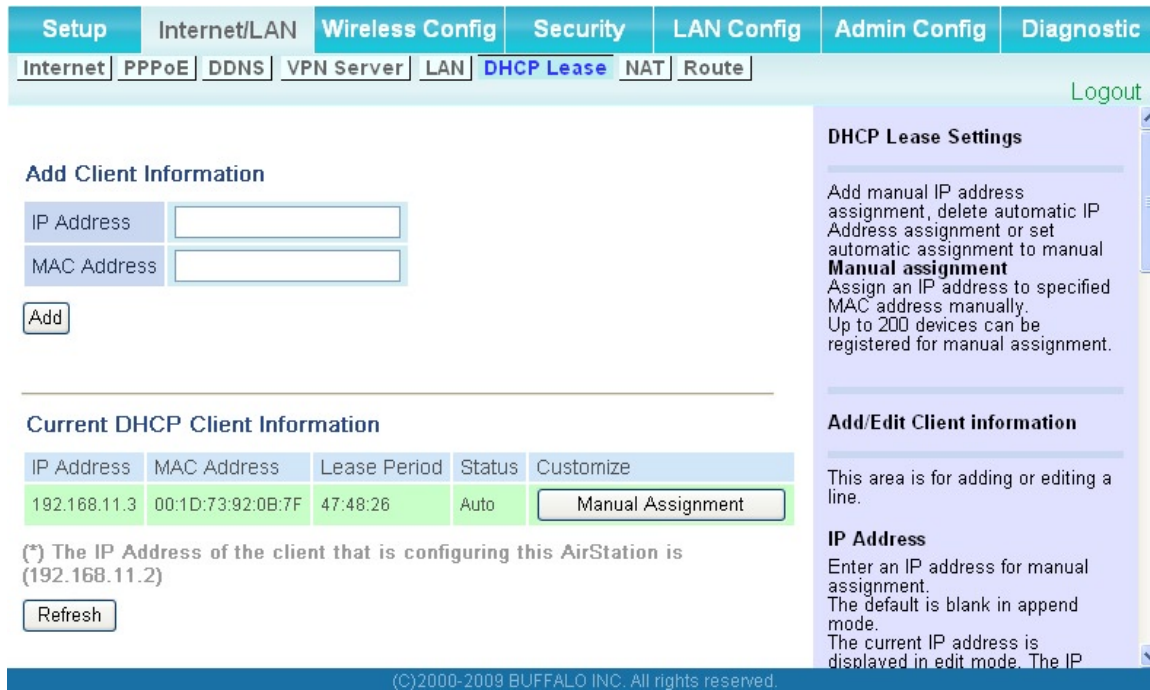 Setup Internet/LAN Wireless Config Security LAN Config Admin Config Diagnostic
Internet PPPoE DDNS VPN Server LAN DHCP Lease NAT Route
Logout
Add Client Information
IP Address
MAC Address
Add
Current DHCP Client Information
IP Address MAC Address Lease Period Status Customize
192.168.11.3 00:1D:73:92:0B:7F 47:48:26 Auto Manual Assignment
(*) The IP Address of the client that is configuring this AirStation is
(192.168.11.2)
Refresh
DHCP Lease Settings
Add manual IP address
assignment, delete automatic IP
Address assignment or set
automatic assignment to manual
Manual assignment
Assign an IP address to specified
MAC address manually.
Up to 200 devices can be
registered for manual assignment.
Add/Edit Client information
This area is for adding or editing a
line.
IP Address
Enter an IP address for manual
assignment.
The default is blank in append
mode.
The current IP address is
displayed in edit mode. The IP
(C)2000-2009 BUFFALO INC. All rights reserved.